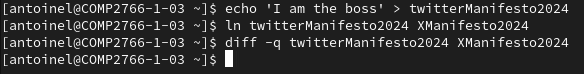 [antoinel@COMP2766-1-03 ~]$ echo 'I am the boss' > twitterManifesto2024
[antoinel@COMP2766-1-03 ~]$ ln twitterManifesto2024 XManifesto2024
[antoinel@COMP2766-1-03 ~]$ diff -q twitterManifesto2024 XManifesto2024
[antoinel@COMP2766-1-03 ~]$